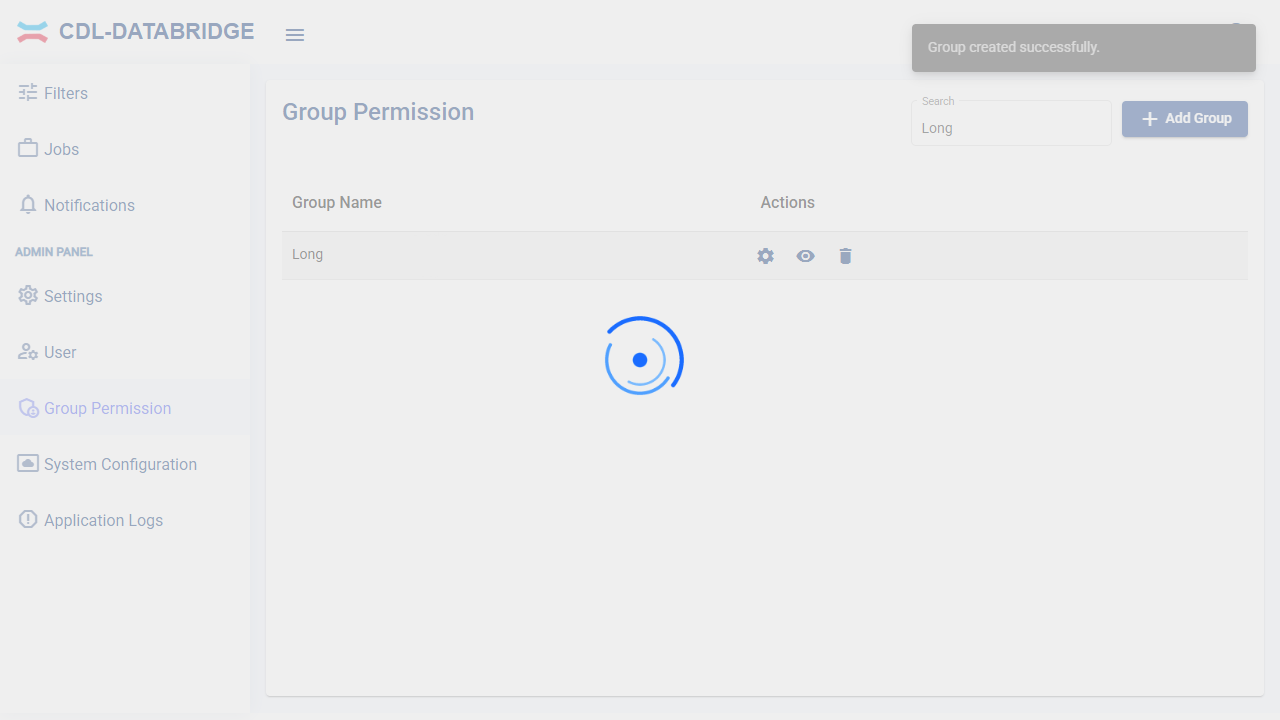 CDL-DATABRIDGE
Group created successfully.
Filters
Jobs
Notifications
ADMIN PANEL
Settings
User
Group Permission
System Configuration
Application Logs
Group Permission
Search
Long
Add Group
Group Name
Actions
Long